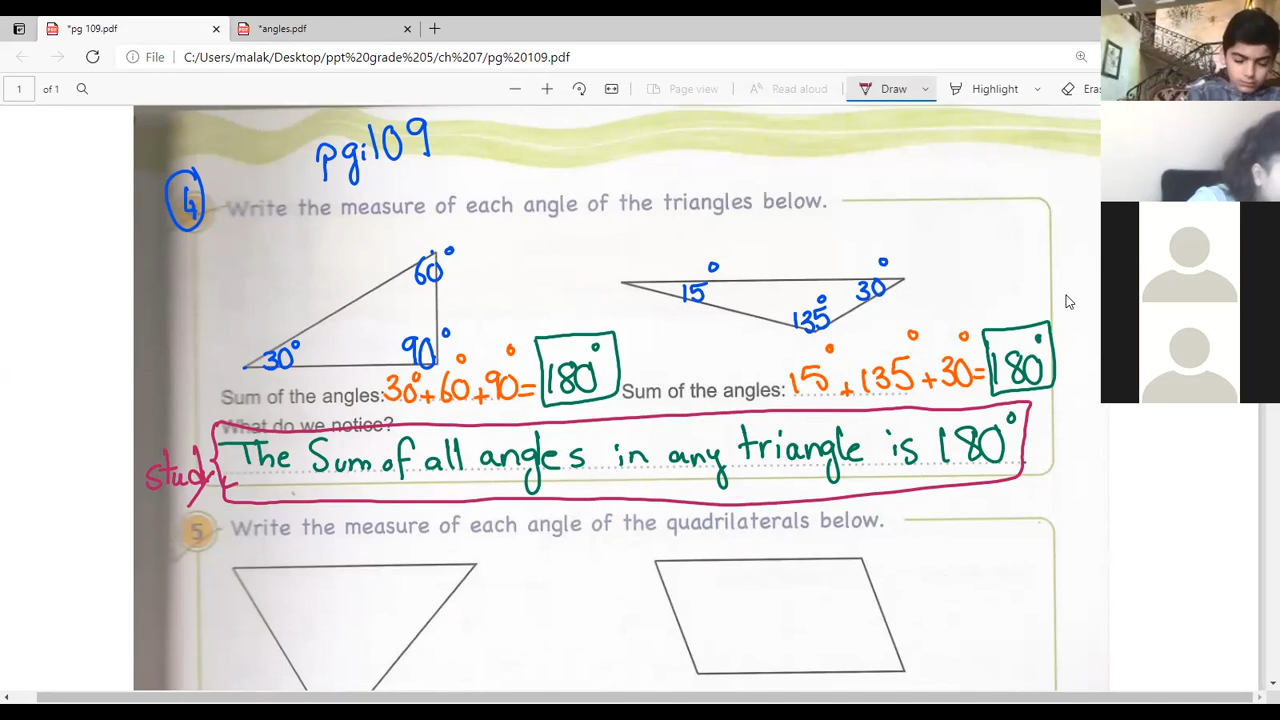 *pg 109.pdf
*angles.pdf
File
C:/Users/malak/Desktop/ppt%20grade%205/ch%207/pg%20109.pdf
1 of 1
Page view
Read aloud
Draw
Highlight
Eras
pg:109
4 Write the measure of each angle of the triangles below.
60°
30°
90°
15°
30°
135°
Sum of the angles: 30°+60°+90°= 180°
Sum of the angles: 15°+135°+30°= 180°
What do we notice?
study
The Sum of all angles in any triangle is 180°
5 Write the measure of each angle of the quadrilaterals below.